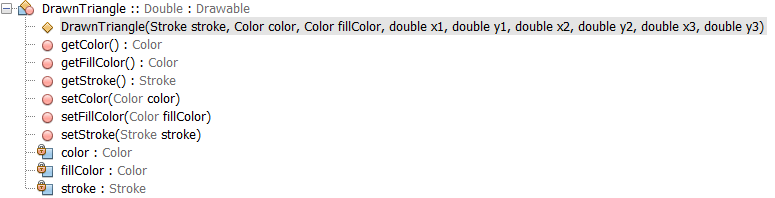 DrawnTriangle :: Double : Drawable
DrawnTriangle(Stroke stroke, Color color, Color fillColor, double x1, double y1, double x2, double y2, double x3, double y3)
getColor() : Color
getFillColor() : Color
getStroke() : Stroke
setColor(Color color)
setFillColor(Color fillColor)
setStroke(Stroke stroke)
color : Color
fillColor : Color
stroke : Stroke